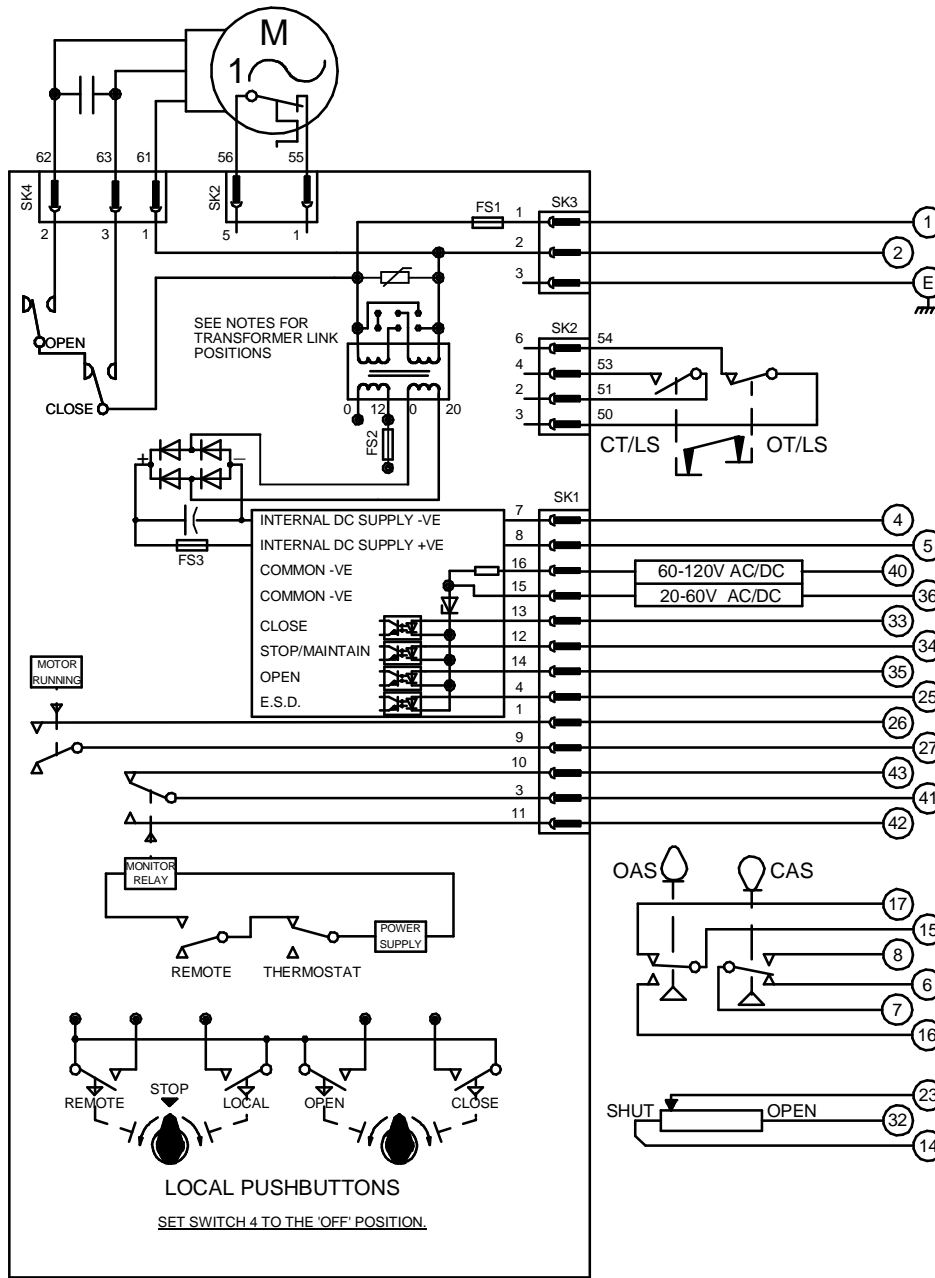 M
1
62 63 61 56 55
SK4
SK2
2 3 1 5 1
FS1
1
SK3
1
2
2
3
E
OPEN
CLOSE
SEE NOTES FOR
TRANSFORMER LINK
POSITIONS
0 12 0 20
FS2
SK2
6 54
4 53
2 51
3 50
CT/LS OT/LS
+
–
FS3
SK1
INTERNAL DC SUPPLY -VE 7 4
INTERNAL DC SUPPLY +VE 8 5
COMMON -VE 16 60-120V AC/DC 40
COMMON -VE 15 20-60V AC/DC 36
CLOSE 13 33
STOP/MAINTAIN 12 34
OPEN 14 35
E.S.D. 4 25
1 26
9 27
10 43
3 41
11 42
MOTOR
RUNNING
MONITOR
RELAY
REMOTE THERMOSTAT
POWER
SUPPLY
OAS CAS
17
15
8
6
7
16
REMOTE STOP LOCAL OPEN CLOSE
SHUT OPEN
23
32
14
LOCAL PUSHBUTTONS
SET SWITCH 4 TO THE 'OFF' POSITION.